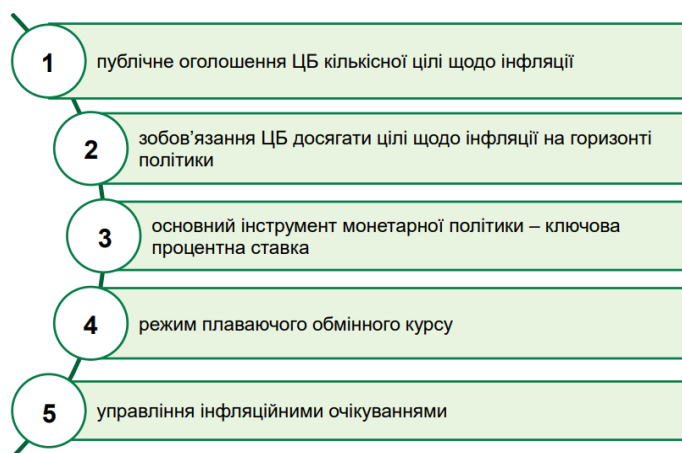 1
публічне оголошення ЦБ кількісної цілі щодо інфляції
2
зобов’язання ЦБ досягати цілі щодо інфляції на горизонті
політики
3
основний інструмент монетарної політики – ключова
процентна ставка
4
режим плаваючого обмінного курсу
5
управління інфляційними очікуваннями